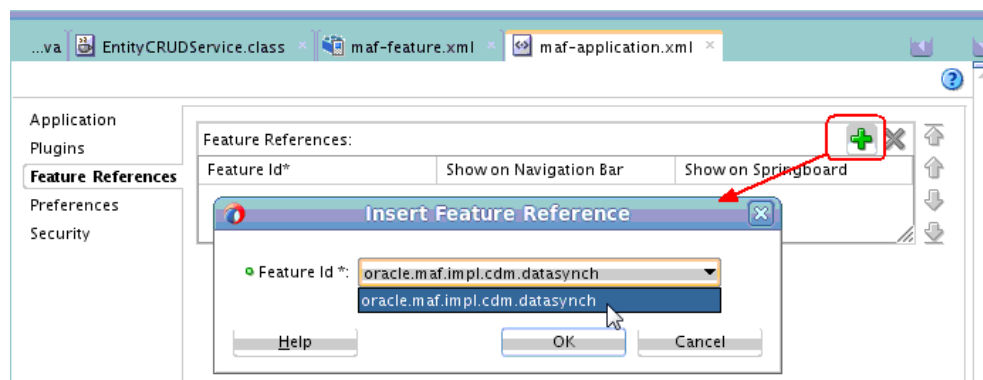 ...va EntityCRUDService.class maf-feature.xml maf-application.xml
Application
Plugins
Feature References
Preferences
Security
Feature References:
Feature Id* Show on Navigation Bar Show on Springboard
Insert Feature Reference
Feature Id *: oracle.maf.impl.cdm.datasynch
oracle.maf.impl.cdm.datasynch
Help OK Cancel